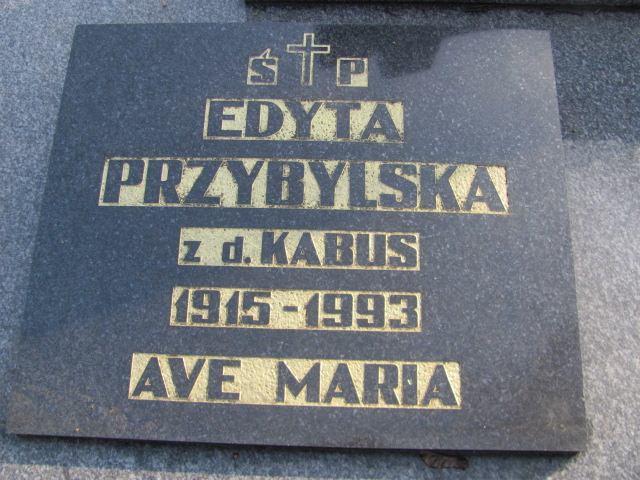 Ś P
EDYTA
PRZYBYLSKA
z d. KABUS
1915-1993
AVE MARIA